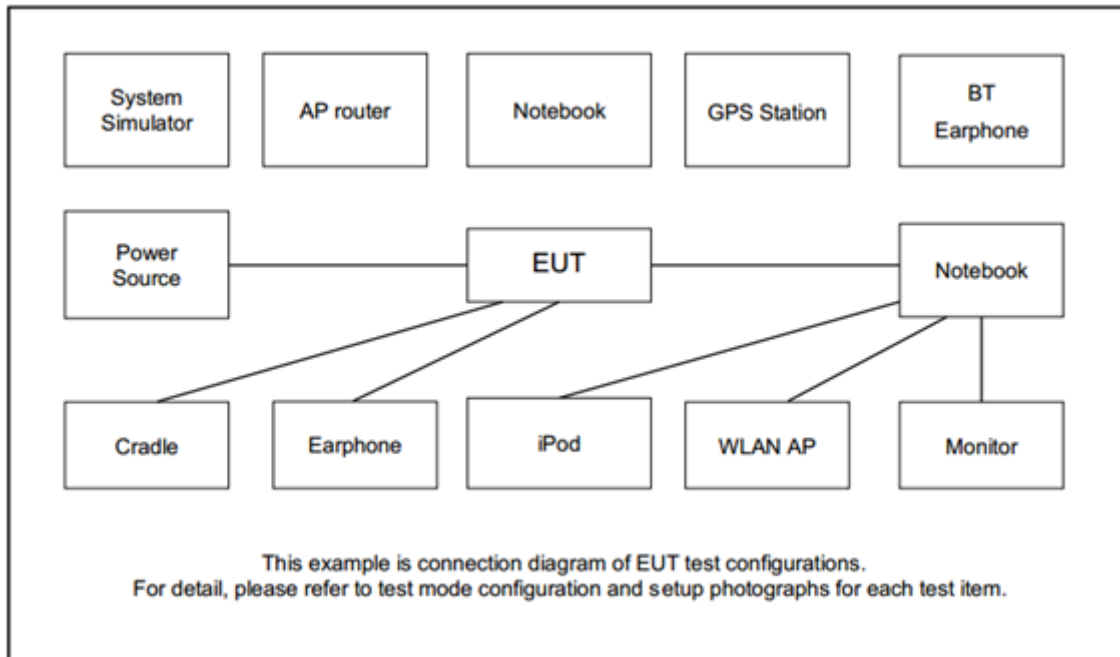 System
Simulator
AP router
Notebook
GPS Station
BT
Earphone
Power
Source
EUT
Notebook
Cradle
Earphone
iPod
WLAN AP
Monitor
This example is connection diagram of EUT test configurations.
For detail, please refer to test mode configuration and setup photographs for each test item.